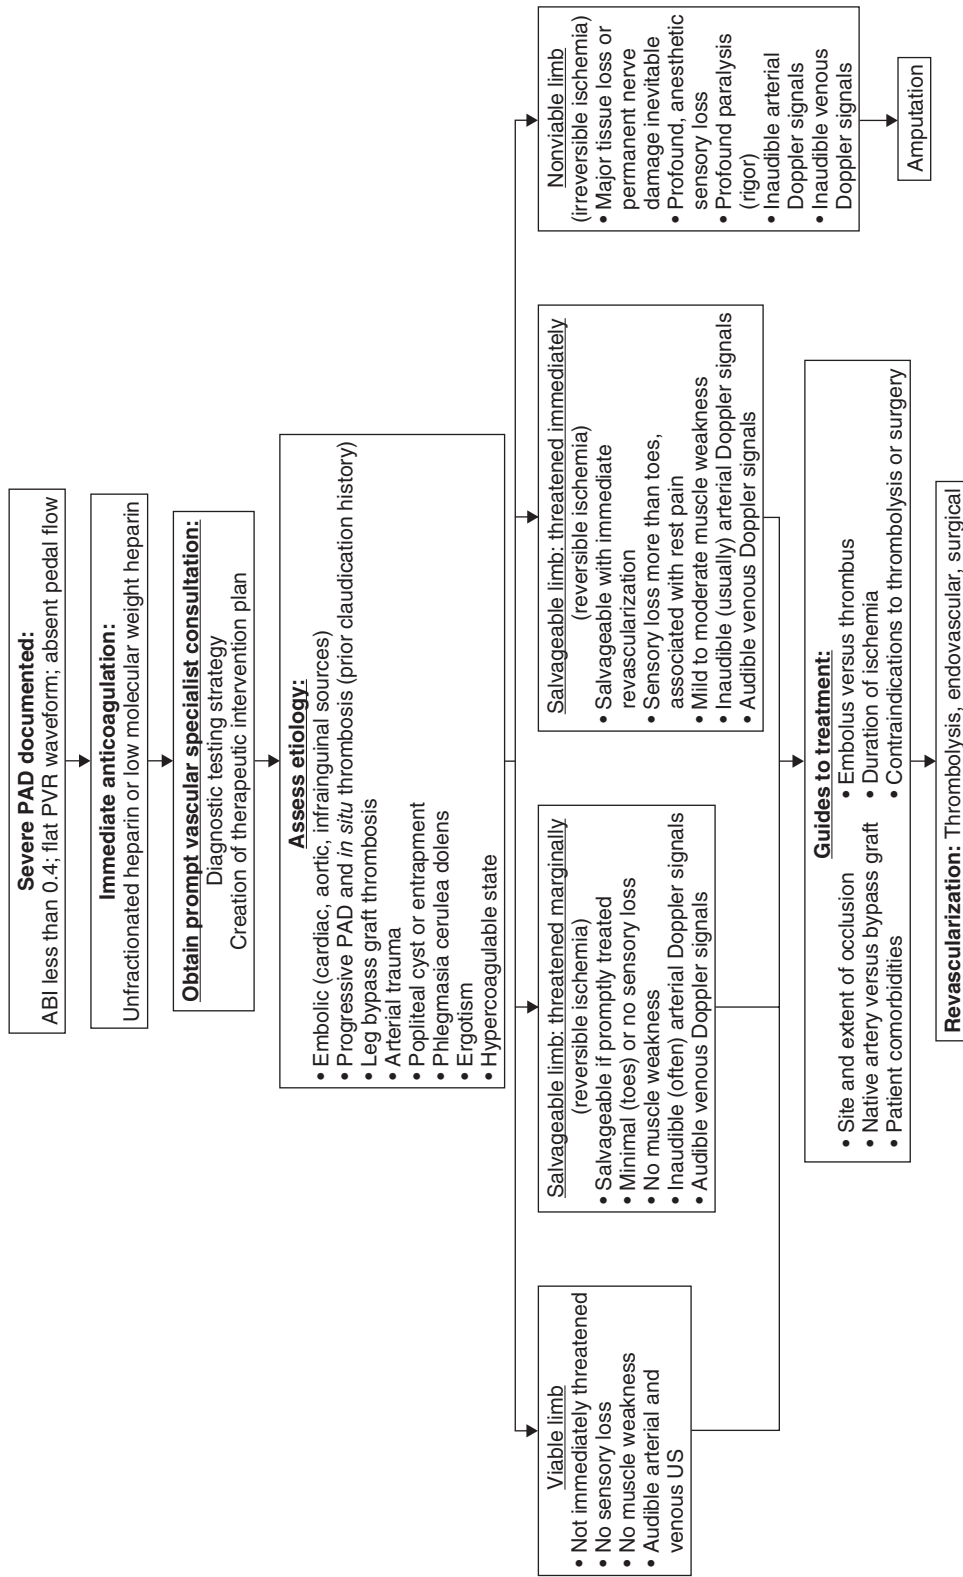 Severe PAD documented:
ABI less than 0.4; flat PVR waveform; absent pedal flow
Immediate anticoagulation:
Unfractionated heparin or low molecular weight heparin
Obtain prompt vascular specialist consultation:
Diagnostic testing strategy
Creation of therapeutic intervention plan
Assess etiology:
• Embolic (cardiac, aortic, infrainguinal sources)
• Progressive PAD and in situ thrombosis (prior claudication history)
• Leg bypass graft thrombosis
• Arterial trauma
• Popliteal cyst or entrapment
• Phlegmasia cerulea dolens
• Ergotism
• Hypercoagulable state
Viable limb
• Not immediately threatened
• No sensory loss
• No muscle weakness
• Audible arterial and
venous US
Salvageable limb: threatened marginally
(reversible ischemia)
• Salvageable if promptly treated
• Minimal (toes) or no sensory loss
• No muscle weakness
• Inaudible (often) arterial Doppler signals
• Audible venous Doppler signals
Salvageable limb: threatened immediately
(reversible ischemia)
• Salvageable with immediate
revascularization
• Sensory loss more than toes,
associated with rest pain
• Mild to moderate muscle weakness
• Inaudible (usually) arterial Doppler signals
• Audible venous Doppler signals
Nonviable limb
(irreversible ischemia)
• Major tissue loss or
permanent nerve
damage inevitable
• Profound, anesthetic
sensory loss
• Profound paralysis
(rigor)
• Inaudible arterial
Doppler signals
• Inaudible venous
Doppler signals
Amputation
Guides to treatment:
• Site and extent of occlusion
• Native artery versus bypass graft
• Patient comorbidities
• Embolus versus thrombus
• Duration of ischemia
• Contraindications to thrombolysis or surgery
Revascularization: Thrombolysis, endovascular, surgical